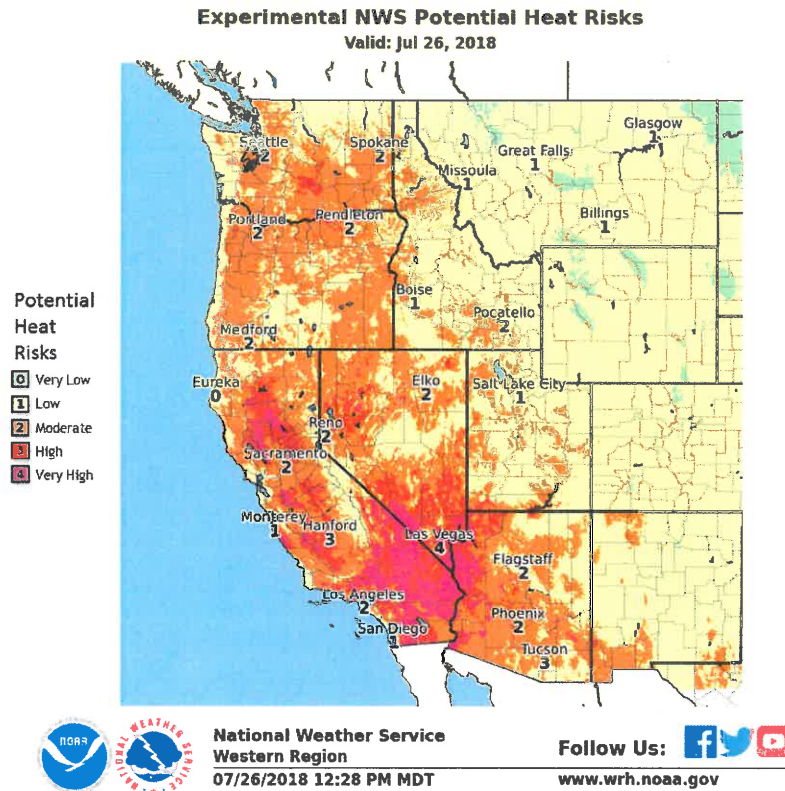 Experimental NWS Potential Heat Risks
Valid: Jul 26, 2018
Glasgow
1
Seattle
2
Spokane
2
Great Falls
1
Missoula
1
Portland
2
Pendleton
2
Billings
1
Boise
1
Pocatello
2
Medford
2
Eureka
0
Elko
2
Salt Lake City
1
Reno
2
Sacramento
2
Monterey
1
Hanford
3
Las Vegas
4
Flagstaff
2
Los Angeles
2
Phoenix
2
San Diego
1
Tucson
3
Potential
Heat
Risks
0 Very Low
1 Low
2 Moderate
3 High
4 Very High
NOAA
NATIONAL WEATHER SERVICE
National Weather Service
Western Region
07/26/2018 12:28 PM MDT
Follow Us:
www.wrh.noaa.gov